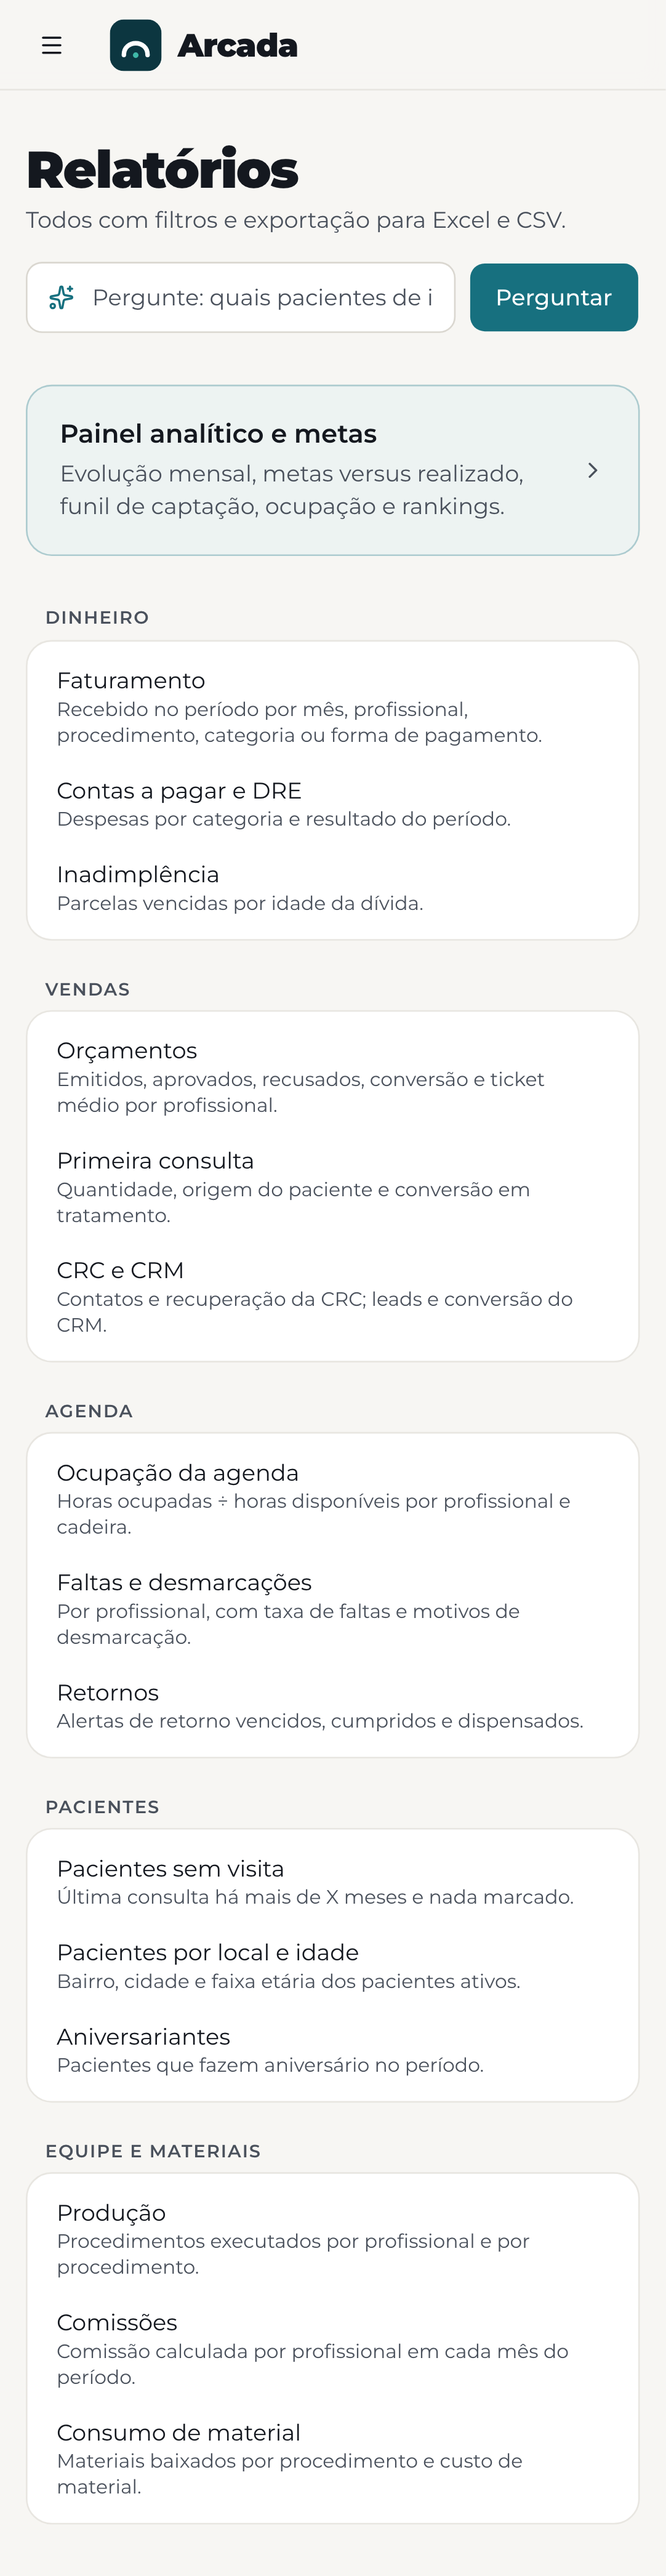 Arcada
Relatórios
Todos com filtros e exportação para Excel e CSV.
Pergunte: quais pacientes de i
Perguntar
Painel analítico e metas
Evolução mensal, metas versus realizado,
funil de captação, ocupação e rankings.
DINHEIRO
Faturamento
Recebido no período por mês, profissional,
procedimento, categoria ou forma de pagamento.
Contas a pagar e DRE
Despesas por categoria e resultado do período.
Inadimplência
Parcelas vencidas por idade da dívida.
VENDAS
Orçamentos
Emitidos, aprovados, recusados, conversão e ticket
médio por profissional.
Primeira consulta
Quantidade, origem do paciente e conversão em
tratamento.
CRC e CRM
Contatos e recuperação da CRC; leads e conversão do
CRM.
AGENDA
Ocupação da agenda
Horas ocupadas ÷ horas disponíveis por profissional e
cadeira.
Faltas e desmarcações
Por profissional, com taxa de faltas e motivos de
desmarcação.
Retornos
Alertas de retorno vencidos, cumpridos e dispensados.
PACIENTES
Pacientes sem visita
Última consulta há mais de X meses e nada marcado.
Pacientes por local e idade
Bairro, cidade e faixa etária dos pacientes ativos.
Aniversariantes
Pacientes que fazem aniversário no período.
EQUIPE E MATERIAIS
Produção
Procedimentos executados por profissional e por
procedimento.
Comissões
Comissão calculada por profissional em cada mês do
período.
Consumo de material
Materiais baixados por procedimento e custo de
material.